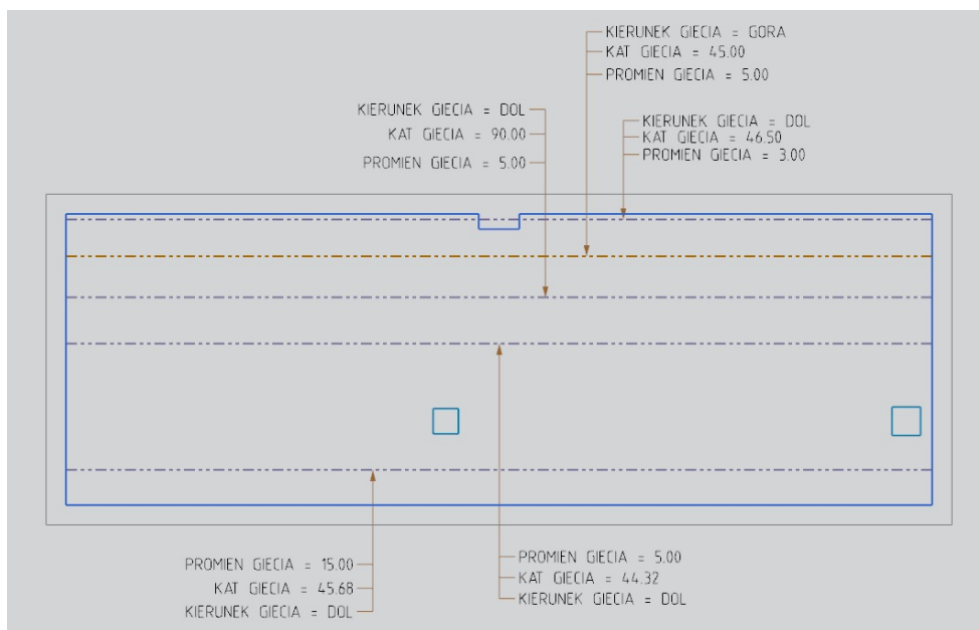 KIERUNEK GIECIA = GORA
KAT GIECIA = 45.00
PROMIEN GIECIA = 5.00
KIERUNEK GIECIA = DOL
KAT GIECIA = 90.00
PROMIEN GIECIA = 5.00
KIERUNEK GIECIA = DOL
KAT GIECIA = 46.50
PROMIEN GIECIA = 3.00
PROMIEN GIECIA = 15.00
KAT GIECIA = 45.68
KIERUNEK GIECIA = DOL
PROMIEN GIECIA = 5.00
KAT GIECIA = 44.32
KIERUNEK GIECIA = DOL